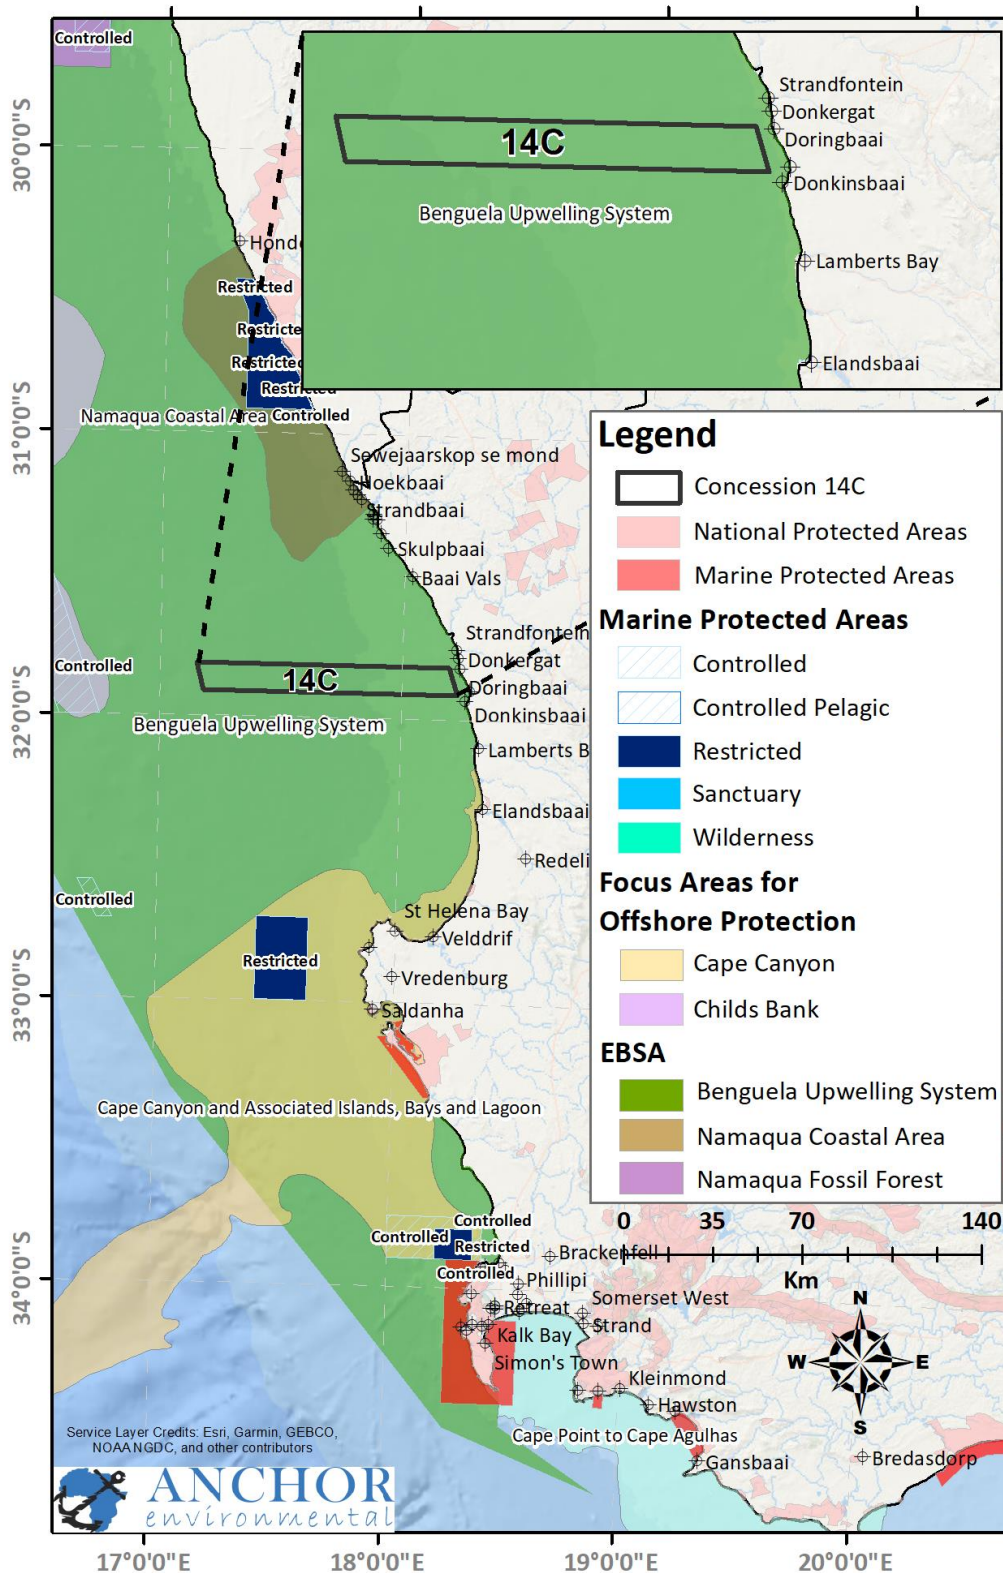 Controlled
Strandfontein
Donkergat
14C
Doringbaai
Donkinsbaai
Benguela Upwelling System
Lamberts Bay
Elandsbaai
30°0'0"S
Restricted
Restricte
Restricted
Restricted
Namaqua Coastal Area
Controlled
31°0'0"S
Sewejaarskop se mond
Hoekbaai
Strandbaai
Skulpbaai
Baai Vals
Strandfontein
Donkergat
Controlled
14C
Doringbaai
Donkinsbaai
32°0'0"S
Benguela Upwelling System
Lamberts B
Elandsbaai
Redeli
Controlled
St Helena Bay
Velddrif
Restricted
Vredenburg
33°0'0"S
Saldanha
Cape Canyon and Associated Islands, Bays and Lagoon
Controlled
Controlled
Restricted
Brackenfell
Controlled
34°0'0"S
Phillipi
Somerset West
Retreat
Strand
Kalk Bay
Simon's Town
Kleinmond
Hawston
Cape Point to Cape Agulhas
Gansbaai
Bredasdorp
Legend
Concession 14C
National Protected Areas
Marine Protected Areas
Marine Protected Areas
Controlled
Controlled Pelagic
Restricted
Sanctuary
Wilderness
Focus Areas for
Offshore Protection
Cape Canyon
Childs Bank
EBSA
Benguela Upwelling System
Namaqua Coastal Area
Namaqua Fossil Forest
0 35 70 140
Km
N
W E
S
Service Layer Credits: Esri, Garmin, GEBCO,
NOAA NGDC, and other contributors
ANCHOR
environmental
17°0'0"E 18°0'0"E 19°0'0"E 20°0'0"E